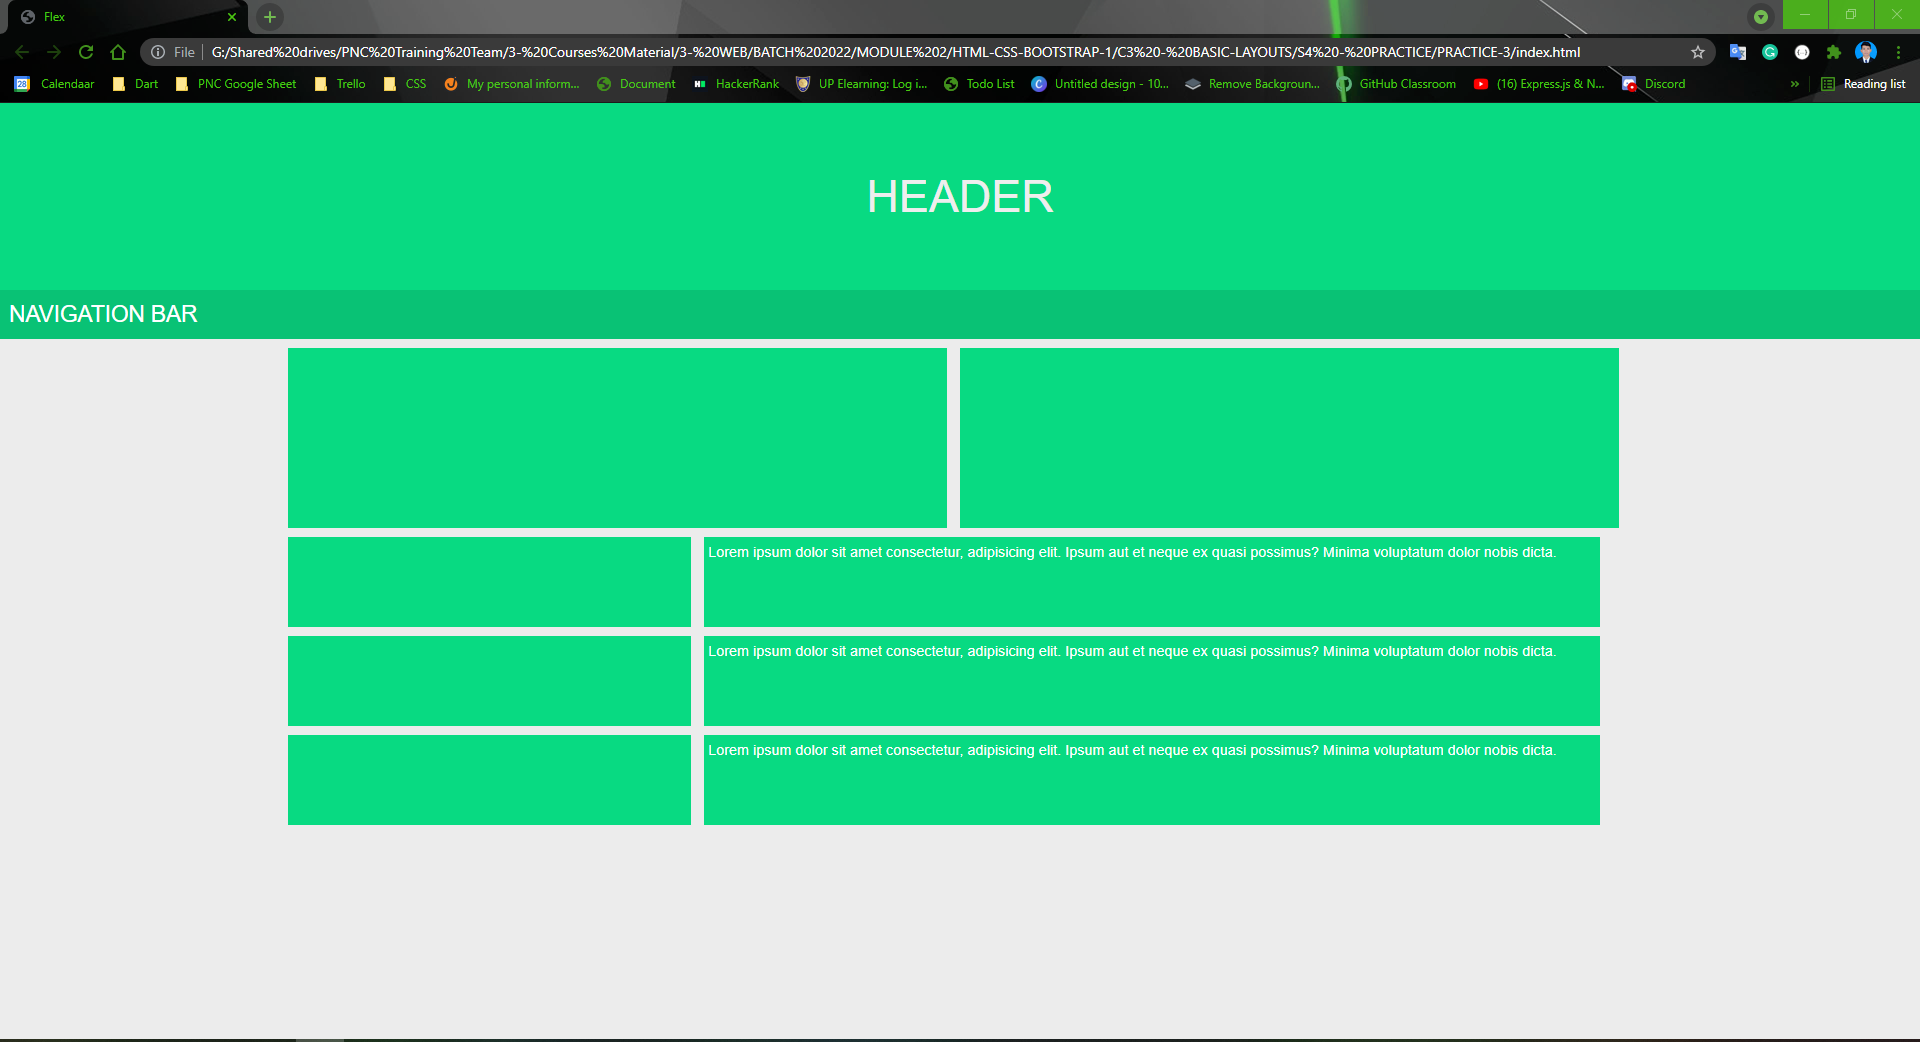 Flex
File G:/Shared%20drives/PNC%20Training%20Team/3-%20Courses%20Material/3-%20WEB/BATCH%202022/MODULE%202/HTML-CSS-BOOTSTRAP-1/C3%20-%20BASIC-LAYOUTS/S4%20-%20PRACTICE/PRACTICE-3/index.html
28 Calendaar Dart PNC Google Sheet Trello CSS My personal inform... Document HackerRank UP Elearning: Log i... Todo List Untitled design - 10... Remove Backgroun... GitHub Classroom (16) Express.js & N... Discord » Reading list
HEADER
NAVIGATION BAR
Lorem ipsum dolor sit amet consectetur, adipisicing elit. Ipsum aut et neque ex quasi possimus? Minima voluptatum dolor nobis dicta.
Lorem ipsum dolor sit amet consectetur, adipisicing elit. Ipsum aut et neque ex quasi possimus? Minima voluptatum dolor nobis dicta.
Lorem ipsum dolor sit amet consectetur, adipisicing elit. Ipsum aut et neque ex quasi possimus? Minima voluptatum dolor nobis dicta.